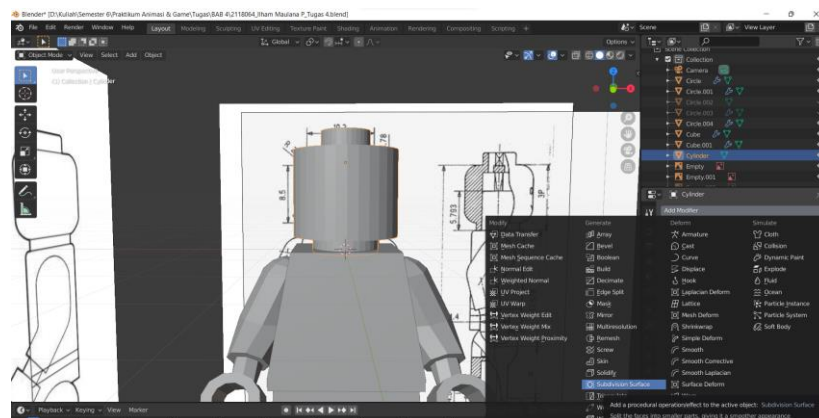 Blender* [D:\Kuliah\Semester 6\Praktikum Animasi & Game\Tugas\BAB 4\2118064_Ilham Maulana P_Tugas 4.blend]
File Edit Render Window Help Layout Modeling Sculpting UV Editing Texture Paint Shading Animation Rendering Compositing Scripting + Scene View Layer
Global Options
Object Mode View Select Add Object
User Perspective
(1) Collection | Cylinder
Scene Collection
Collection
Camera
Circle
Circle.001
Circle.002
Circle.003
Circle.004
Cube
Cube.001
Cylinder
Empty
Empty.001
Cylinder
Add Modifier
8.5
5.793
3P
Modify Generate Deform Simulate
Data Transfer Array Armature Cloth
Mesh Cache Bevel Cast Collision
Mesh Sequence Cache Boolean Curve Dynamic Paint
Normal Edit Build Displace Explode
Weighted Normal Decimate Hook Fluid
UV Project Edge Split Laplacian Deform Ocean
UV Warp Mask Lattice Particle Instance
Vertex Weight Edit Mirror Mesh Deform Particle System
Vertex Weight Mix Multiresolution Shrinkwrap Soft Body
Vertex Weight Proximity Remesh Simple Deform
Screw Smooth
Skin Smooth Corrective
Solidify Smooth Laplacian
Subdivision Surface Surface Deform
Add a procedural operation/effect to the active object: Subdivision Surface
Split the faces into smaller parts, giving it a smoother appearance.
Playback Keying View Marker